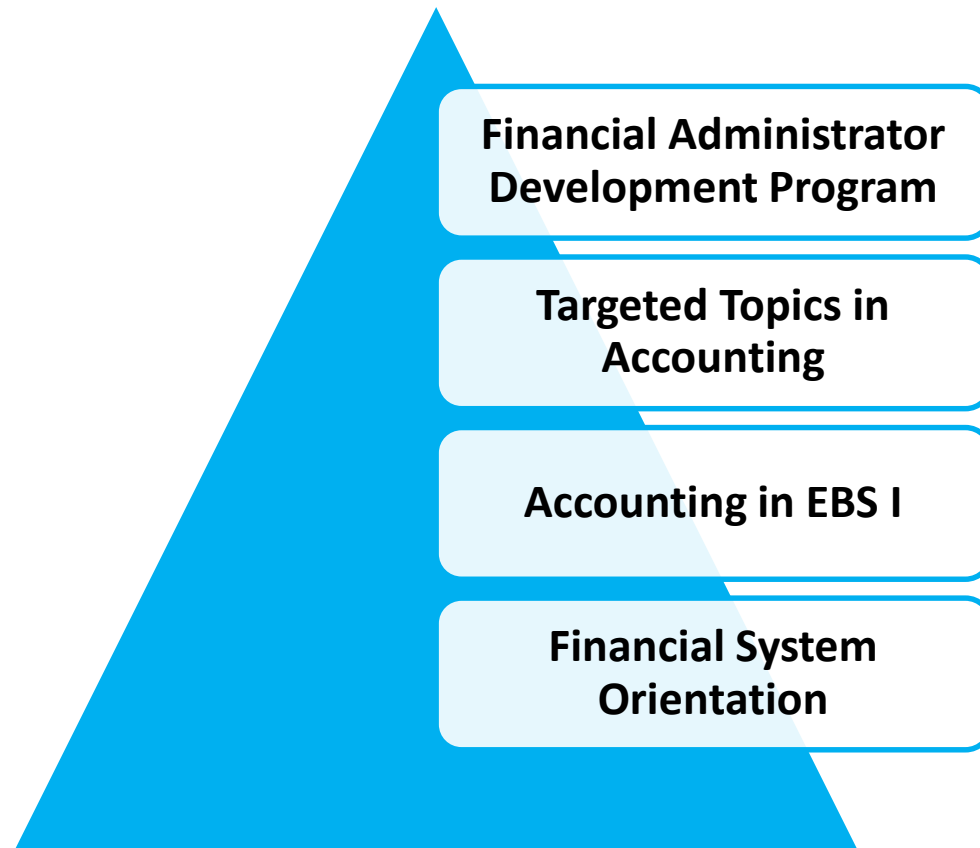 Financial Administrator
Development Program
Targeted Topics in
Accounting
Accounting in EBS I
Financial System
Orientation